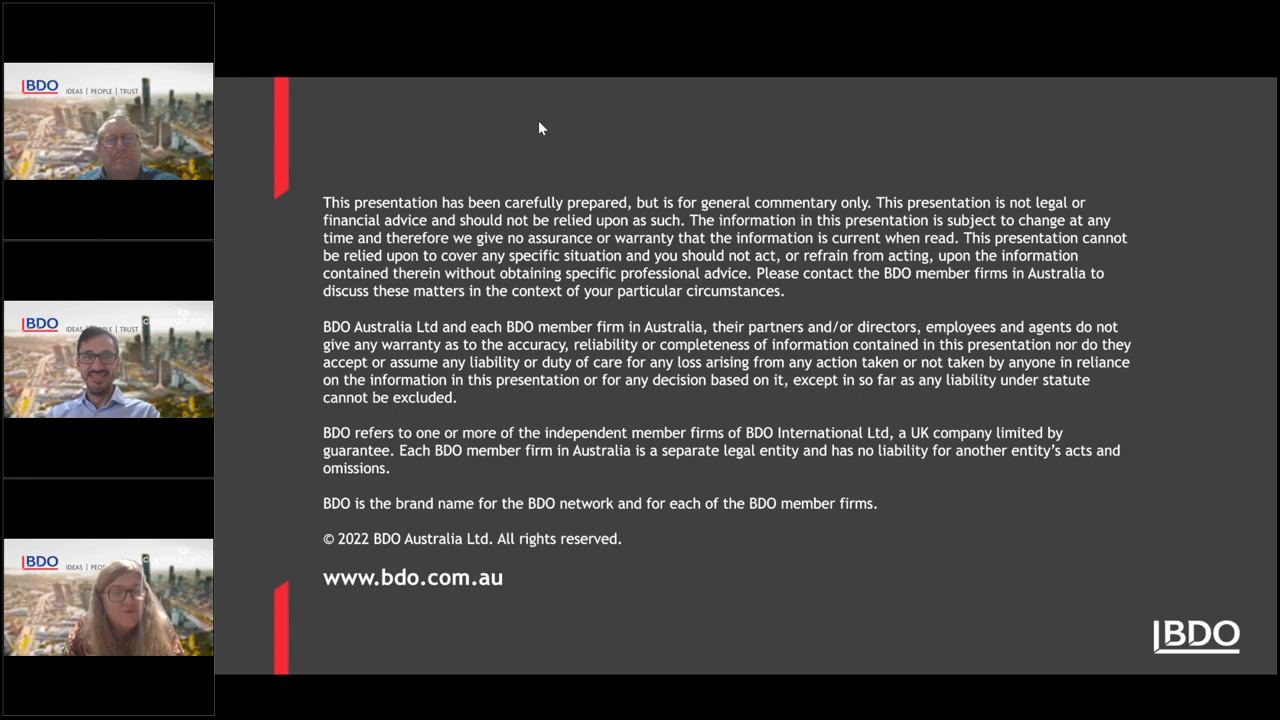 BDO
IDEAS | PEOPLE | TRUST
BDO
IDEAS | PEOPLE | TRUST
BDO
IDEAS |
This presentation has been carefully prepared, but is for general commentary only. This presentation is not legal or
financial advice and should not be relied upon as such. The information in this presentation is subject to change at any
time and therefore we give no assurance or warranty that the information is current when read. This presentation cannot
be relied upon to cover any specific situation and you should not act, or refrain from acting, upon the information
contained therein without obtaining specific professional advice. Please contact the BDO member firms in Australia to
discuss these matters in the context of your particular circumstances.
BDO Australia Ltd and each BDO member firm in Australia, their partners and/or directors, employees and agents do not
give any warranty as to the accuracy, reliability or completeness of information contained in this presentation nor do they
accept or assume any liability or duty of care for any loss arising from any action taken or not taken by anyone in reliance
on the information in this presentation or for any decision based on it, except in so far as any liability under statute
cannot be excluded.
BDO refers to one or more of the independent member firms of BDO International Ltd, a UK company limited by
guarantee. Each BDO member firm in Australia is a separate legal entity and has no liability for another entity’s acts and
omissions.
BDO is the brand name for the BDO network and for each of the BDO member firms.
© 2022 BDO Australia Ltd. All rights reserved.
www.bdo.com.au
BDO